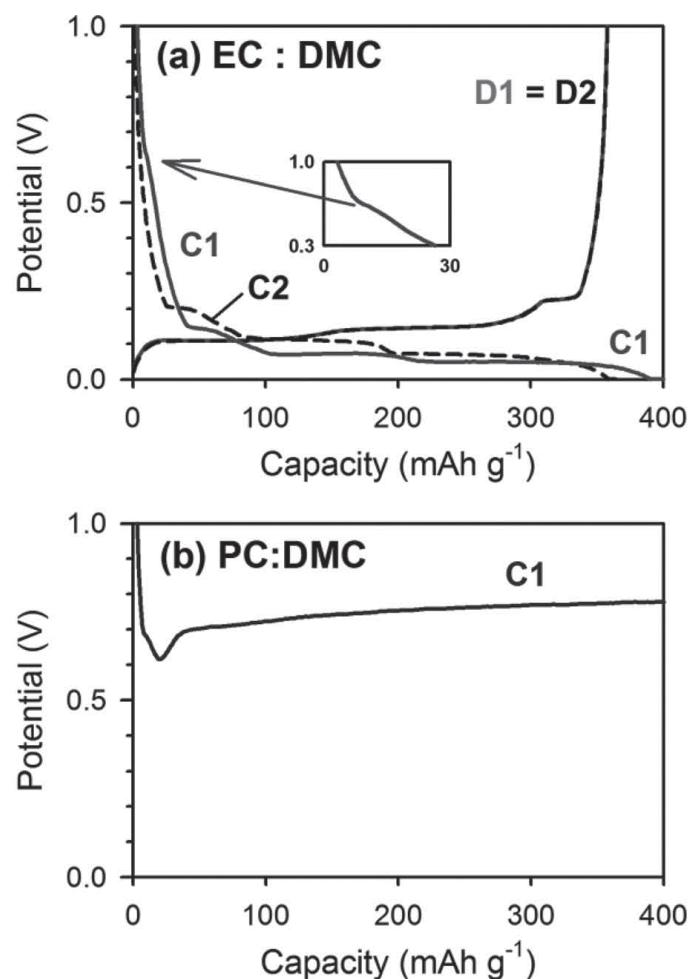 1.0
(a) EC : DMC
D1 = D2
1.0
0.3
0
30
C1
C2
C1
0.5
0.0
Potential (V)
0
100
200
300
400
Capacity (mAh g-1)
1.0
(b) PC:DMC
C1
0.5
0.0
Potential (V)
0
100
200
300
400
Capacity (mAh g-1)